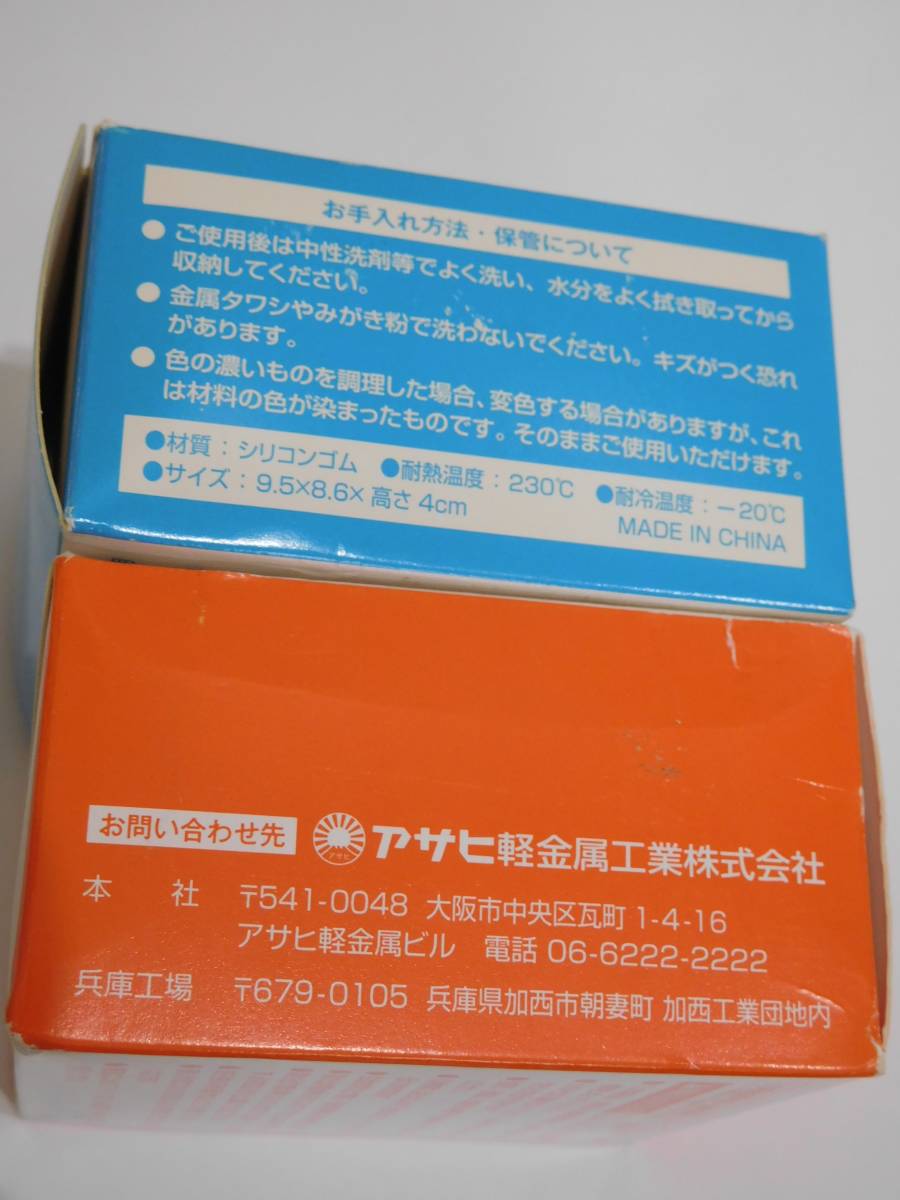 お手入れ方法・保管について
●ご使用後は中性洗剤等でよく洗い、水分をよく拭き取ってから
収納してください。
●金属タワシやみがき粉で洗わないでください。キズがつく恐れ
があります。
●色の濃いものを調理した場合、変色する場合がありますが、これ
は材料の色が染まったものです。そのままご使用いただけます。
●材質：シリコンゴム ●耐熱温度：230℃ ●耐冷温度：－20℃
●サイズ：9.5×8.6×高さ4cm MADE IN CHINA
お問い合わせ先 アサヒ アサヒ軽金属工業株式会社
本社 〒541-0048 大阪市中央区瓦町1-4-16
アサヒ軽金属ビル 電話06-6222-2222
兵庫工場 〒679-0105 兵庫県加西市朝妻町 加西工業団地内